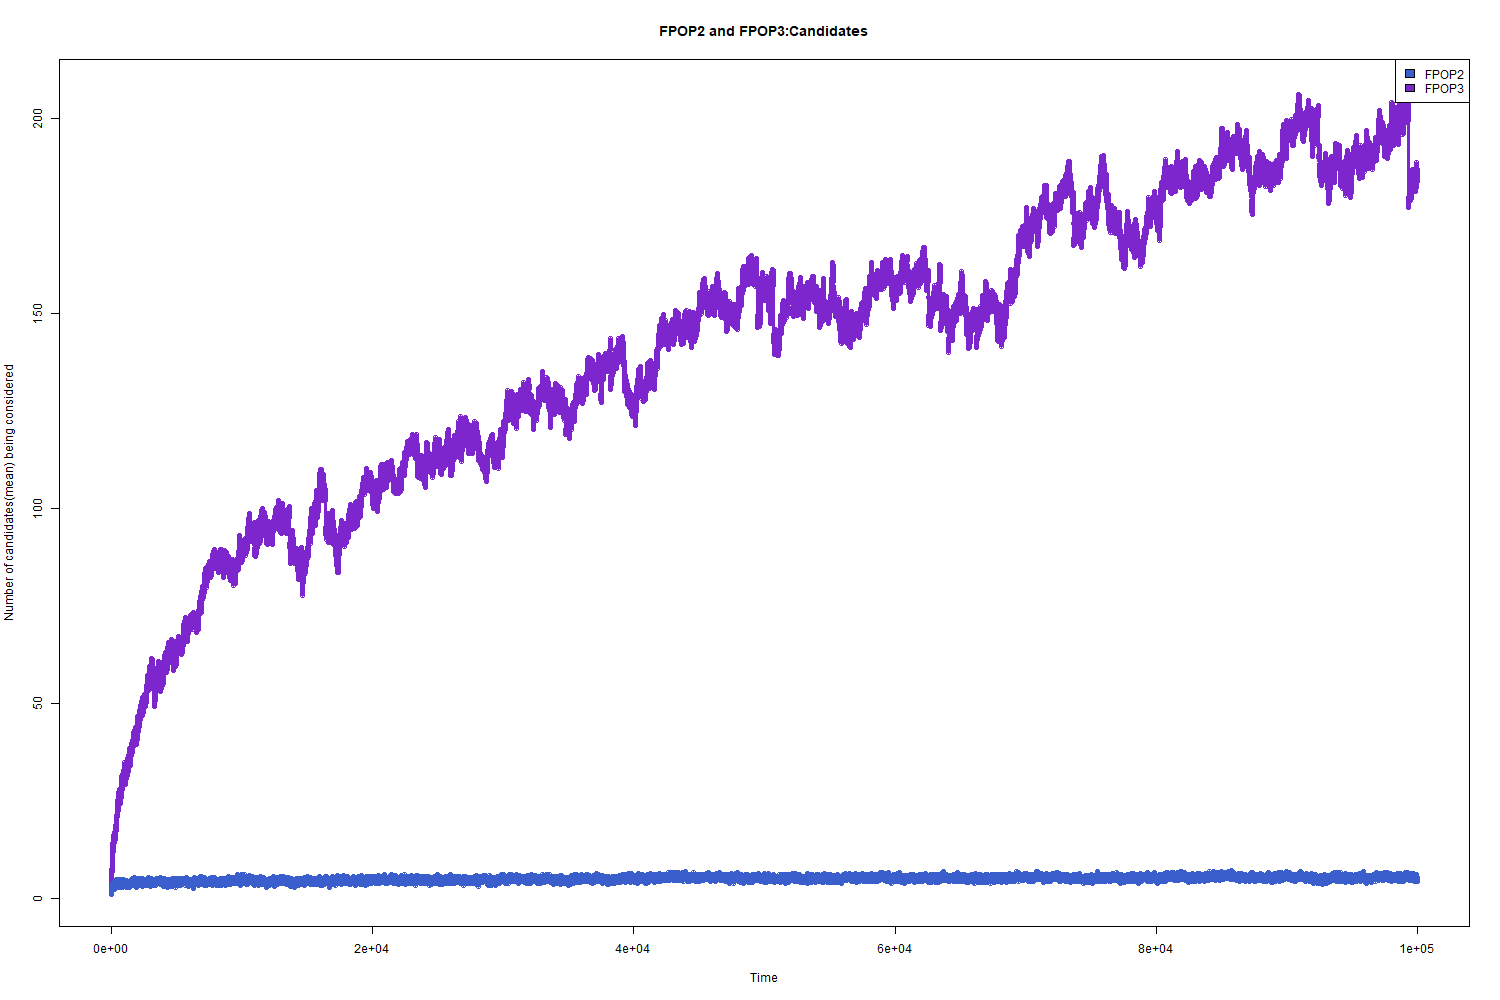 FPOP2 and FPOP3:Candidates
FPOP2
FPOP3
200
150
100
50
0
Number of candidates(mean) being considered
0e+00 2e+04 4e+04 6e+04 8e+04 1e+05
Time